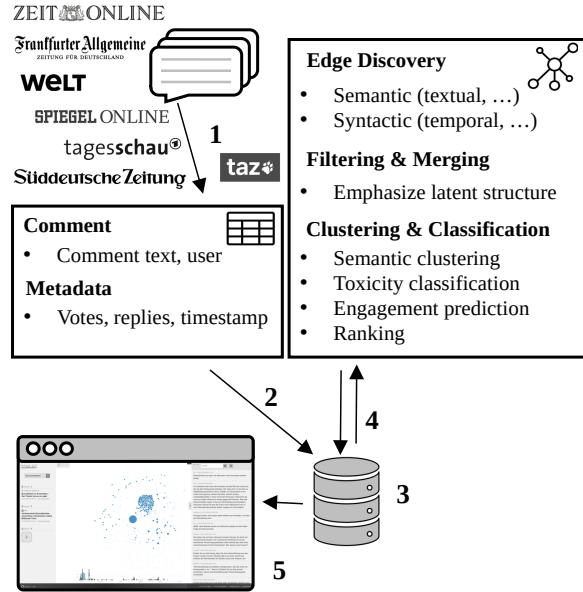 ZEIT ONLINE
Frankfurter Allgemeine
ZEITUNG FÜR DEUTSCHLAND
WELT
SPIEGEL ONLINE
tagesschau
Süddeutsche Zeitung
1
taz
Comment
• Comment text, user
Metadata
• Votes, replies, timestamp
Edge Discovery
• Semantic (textual, …)
• Syntactic (temporal, …)
Filtering & Merging
• Emphasize latent structure
Clustering & Classification
• Semantic clustering
• Toxicity classification
• Engagement prediction
• Ranking
2
4
3
5